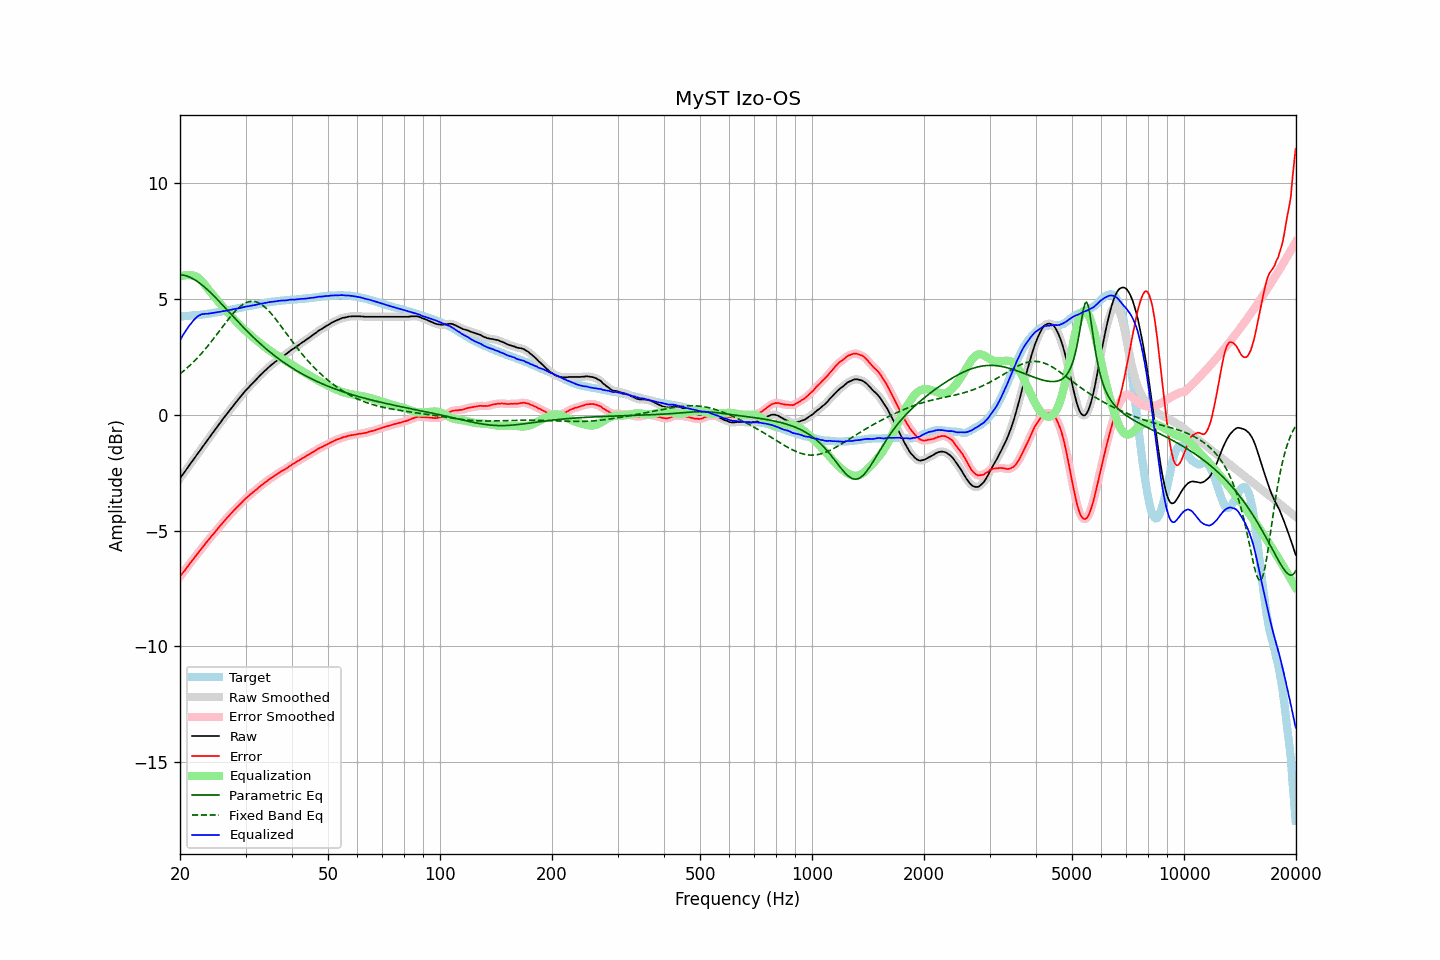 MyST Izo-OS
Amplitude (dBr)
10
5
0
−5
−10
−15
Target
Raw Smoothed
Error Smoothed
Raw
Error
Equalization
Parametric Eq
Fixed Band Eq
Equalized
20 50 100 200 500 1000 2000 5000 10000 20000
Frequency (Hz)